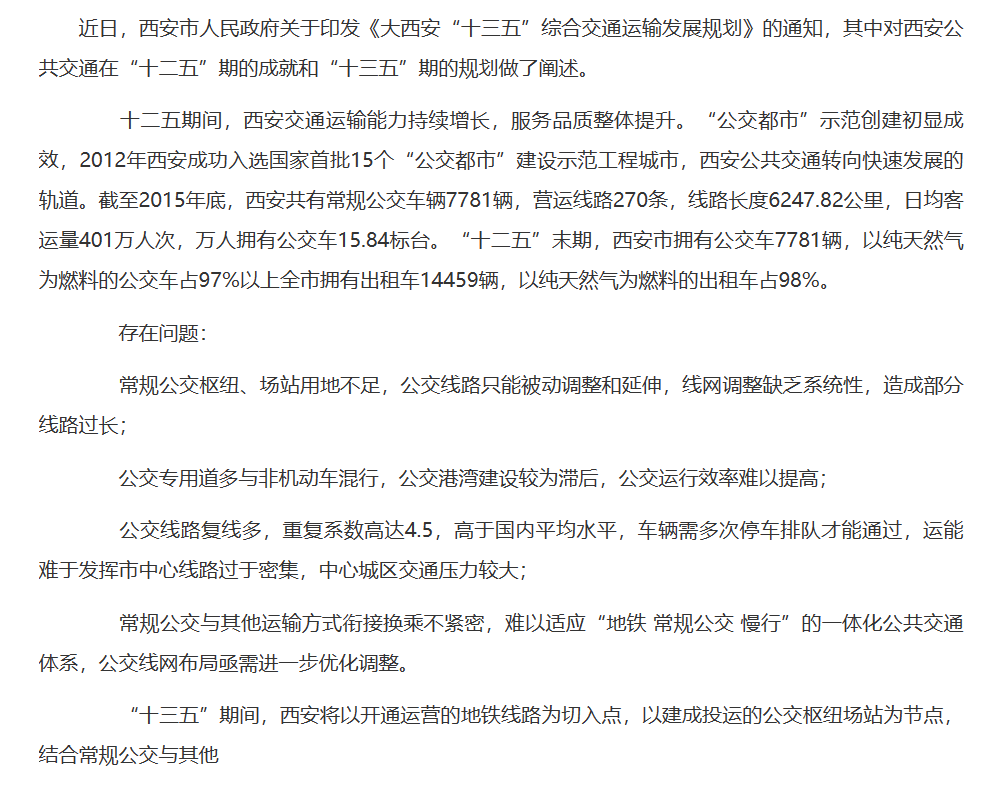 近日，西安市人民政府关于印发《大西安“十三五”综合交通运输发展规划》的通知，其中对西安公
共交通在“十二五”期的成就和“十三五”期的规划做了阐述。
十二五期间，西安交通运输能力持续增长，服务品质整体提升。“公交都市”示范创建初显成
效，2012年西安成功入选国家首批15个“公交都市”建设示范工程城市，西安公共交通转向快速发展的
轨道。截至2015年底，西安共有常规公交车辆7781辆，营运线路270条，线路长度6247.82公里，日均客
运量401万人次，万人拥有公交车15.84标台。“十二五”末期，西安市拥有公交车7781辆，以纯天然气
为燃料的公交车占97%以上全市拥有出租车14459辆，以纯天然气为燃料的出租车占98%。
存在问题：
常规公交枢纽、场站用地不足，公交线路只能被动调整和延伸，线网调整缺乏系统性，造成部分
线路过长；
公交专用道多与非机动车混行，公交港湾建设较为滞后，公交运行效率难以提高；
公交线路复线多，重复系数高达4.5，高于国内平均水平，车辆需多次停车排队才能通过，运能
难于发挥市中心线路过于密集，中心城区交通压力较大；
常规公交与其他运输方式衔接换乘不紧密，难以适应“地铁 常规公交 慢行”的一体化公共交通
体系，公交线网布局亟需进一步优化调整。
“十三五”期间，西安将以开通运营的地铁线路为切入点，以建成投运的公交枢纽场站为节点，
结合常规公交与其他